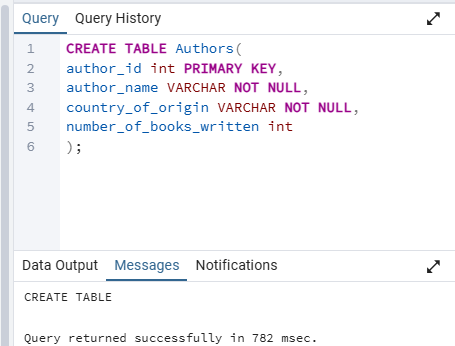 Query Query History
1 CREATE TABLE Authors(
2 author_id int PRIMARY KEY,
3 author_name VARCHAR NOT NULL,
4 country_of_origin VARCHAR NOT NULL,
5 number_of_books_written int
6 );
Data Output Messages Notifications
CREATE TABLE
Query returned successfully in 782 msec.